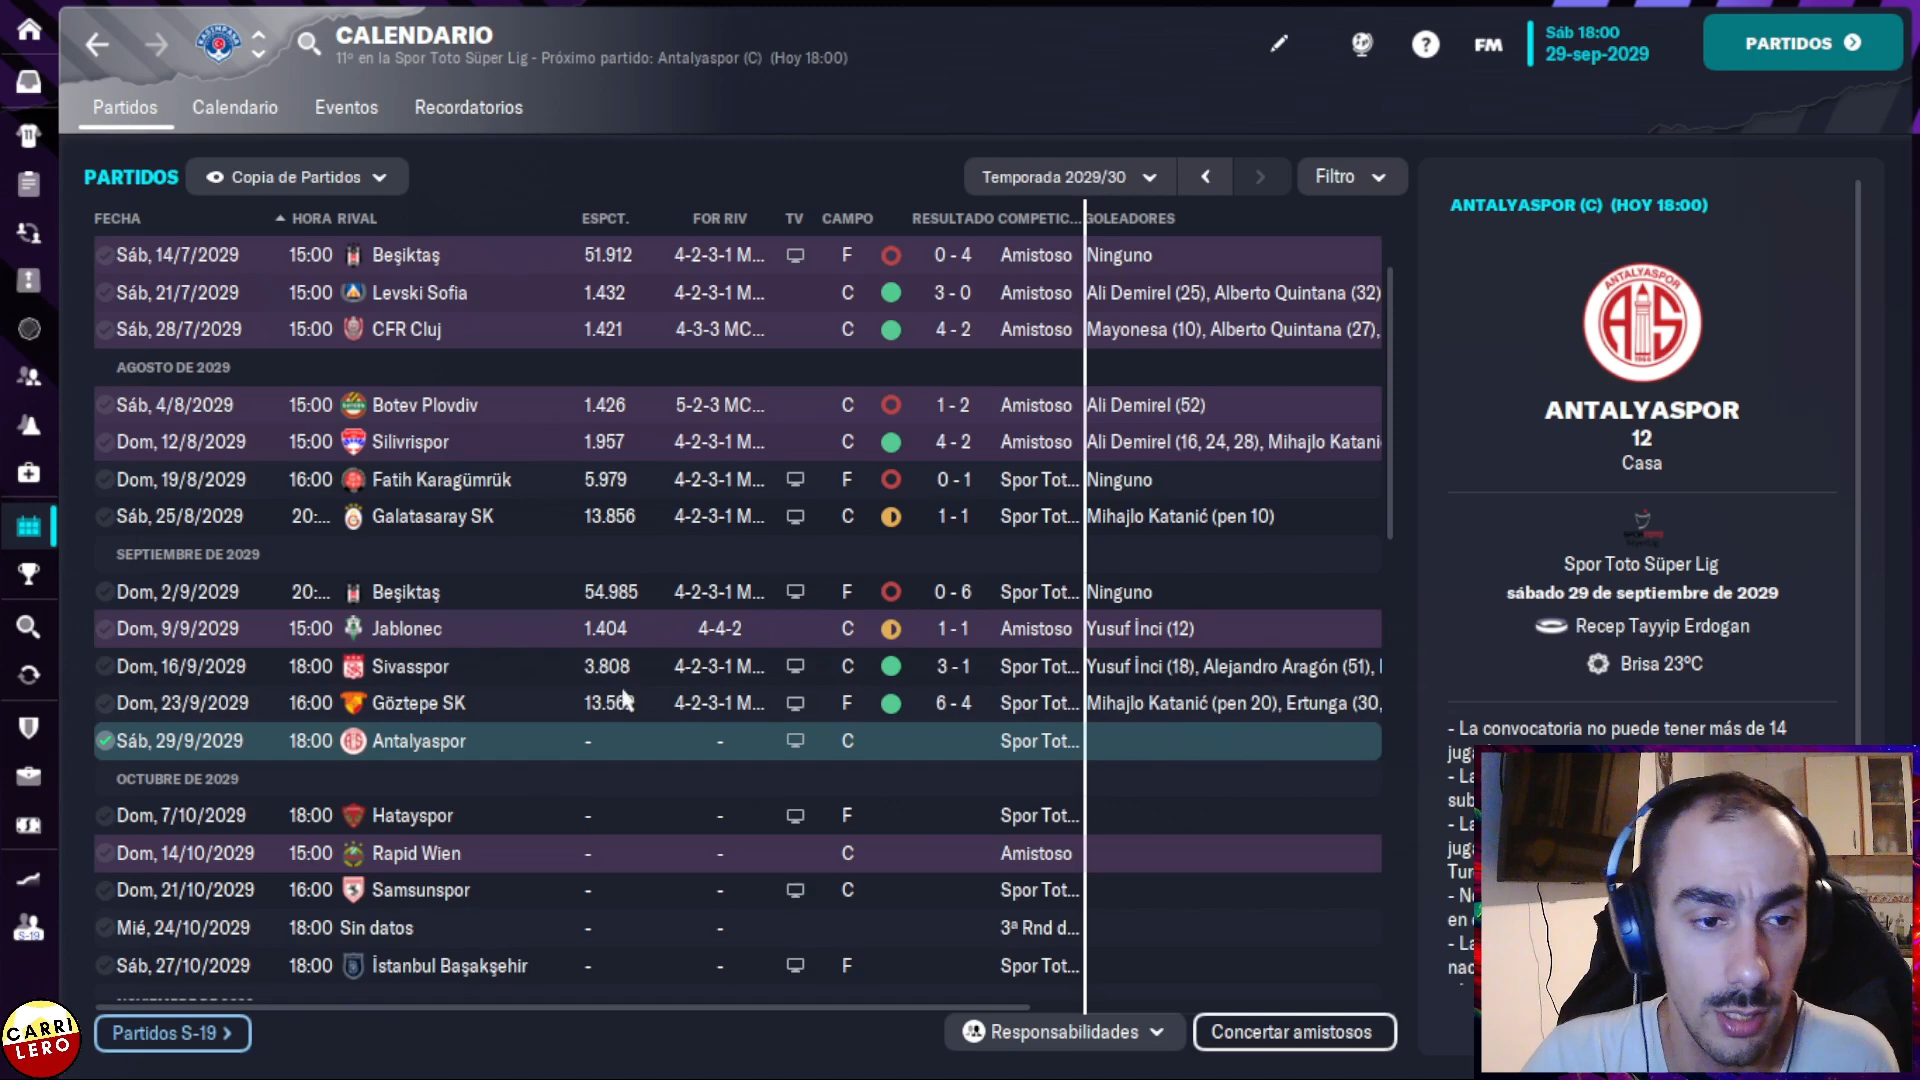 CALENDARIO
11º en la Spor Toto Süper Lig - Próximo partido: Antalyaspor (C) (Hoy 18:00)
FM
Sáb 18:00
29-sep-2029
PARTIDOS
Partidos Calendario Eventos Recordatorios
PARTIDOS Copia de Partidos Temporada 2029/30 Filtro
FECHA HORA RIVAL ESPCT. FOR RIV TV CAMPO RESULTADO COMPETIC... GOLEADORES
Sáb, 14/7/2029 15:00 Beşiktaş 51.912 4-2-3-1 M... F 0 - 4 Amistoso Ninguno
Sáb, 21/7/2029 15:00 Levski Sofia 1.432 4-2-3-1 M... C 3 - 0 Amistoso Ali Demirel (25), Alberto Quintana (32)
Sáb, 28/7/2029 15:00 CFR Cluj 1.421 4-3-3 MC... C 4 - 2 Amistoso Mayonesa (10), Alberto Quintana (27),
AGOSTO DE 2029
Sáb, 4/8/2029 15:00 Botev Plovdiv 1.426 5-2-3 MC... C 1 - 2 Amistoso Ali Demirel (52)
Dom, 12/8/2029 15:00 Silivrispor 1.957 4-2-3-1 M... C 4 - 2 Amistoso Ali Demirel (16, 24, 28), Mihajlo Katani
Dom, 19/8/2029 16:00 Fatih Karagümrük 5.979 4-2-3-1 M... F 0 - 1 Spor Tot... Ninguno
Sáb, 25/8/2029 20:... Galatasaray SK 13.856 4-2-3-1 M... C 1 - 1 Spor Tot... Mihajlo Katanić (pen 10)
SEPTIEMBRE DE 2029
Dom, 2/9/2029 20:... Beşiktaş 54.985 4-2-3-1 M... F 0 - 6 Spor Tot... Ninguno
Dom, 9/9/2029 15:00 Jablonec 1.404 4-4-2 C 1 - 1 Amistoso Yusuf İnci (12)
Dom, 16/9/2029 18:00 Sivasspor 3.808 4-2-3-1 M... C 3 - 1 Spor Tot... Yusuf İnci (18), Alejandro Aragón (51),
Dom, 23/9/2029 16:00 Göztepe SK 4-2-3-1 M... F 6 - 4 Spor Tot... Mihajlo Katanić (pen 20), Ertunga (30,
Sáb, 29/9/2029 18:00 Antalyaspor - - C Spor Tot...
OCTUBRE DE 2029
Dom, 7/10/2029 18:00 Hatayspor - - F Spor Tot...
Dom, 14/10/2029 15:00 Rapid Wien - - C Amistoso
Dom, 21/10/2029 16:00 Samsunspor - - C Spor Tot...
Mié, 24/10/2029 18:00 Sin datos - - 3ª Rnd d...
Sáb, 27/10/2029 18:00 İstanbul Başakşehir - - F Spor Tot...
Partidos S-19 Responsabilidades Concertar amistosos
ANTALYASPOR (C) (HOY 18:00)
ANTALYASPOR
ANTALYASPOR
12
Casa
Spor Toto Süper Lig
sábado 29 de septiembre de 2029
Recep Tayyip Erdogan
Brisa 23ºC
- La convocatoria no puede tener más de 14
S-19
CARRI
LERO